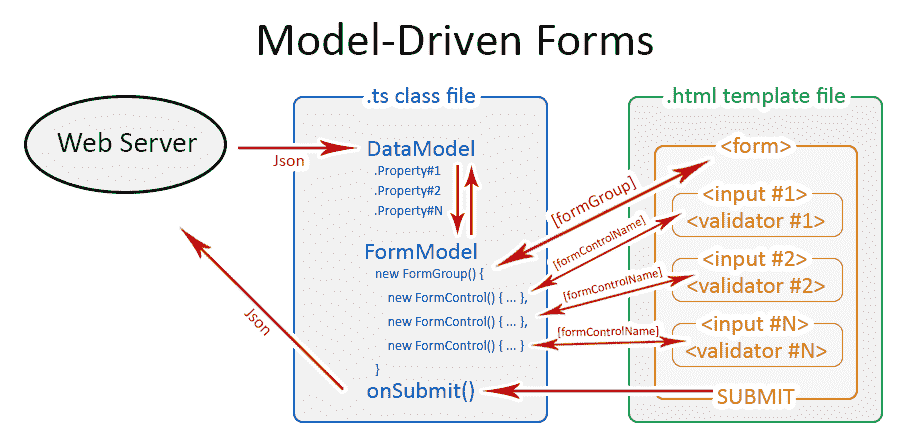 Model-Driven Forms
Web Server
Json
Json
.ts class file
DataModel
.Property#1
.Property#2
.Property#N
FormModel
new FormGroup() {
new FormControl() { ... },
new FormControl() { ... },
new FormControl() { ... }
}
onSubmit()
[formGroup]
[formControlName]
[formControlName]
[formControlName]
.html template file
<form>
<input #1>
<validator #1>
<input #2>
<validator #2>
<input #N>
<validator #N>
SUBMIT